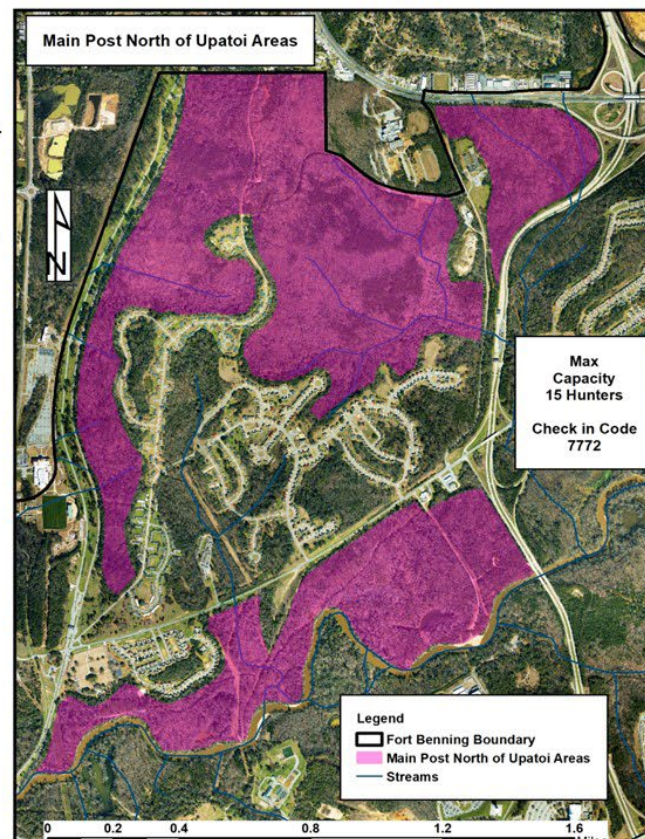 Main Post North of Upatoi Areas
N
Max
Capacity
15 Hunters
Check in Code
7772
Legend
Fort Benning Boundary
Main Post North of Upatoi Areas
Streams
0 0.2 0.4 0.8 1.2 1.6